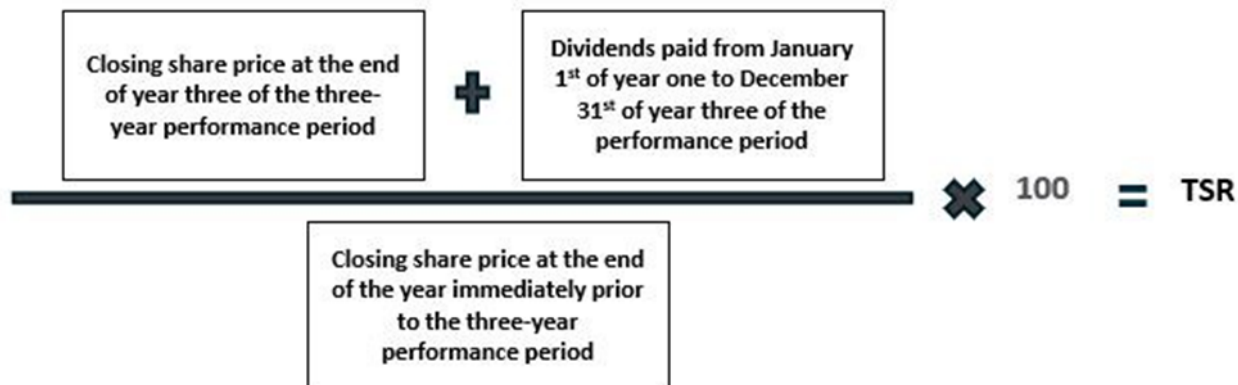 Closing share price at the end
of year three of the three-
year performance period
Dividends paid from January
1st of year one to December
31st of year three of the
performance period
100 = TSR
Closing share price at the end
of the year immediately prior
to the three-year
performance period